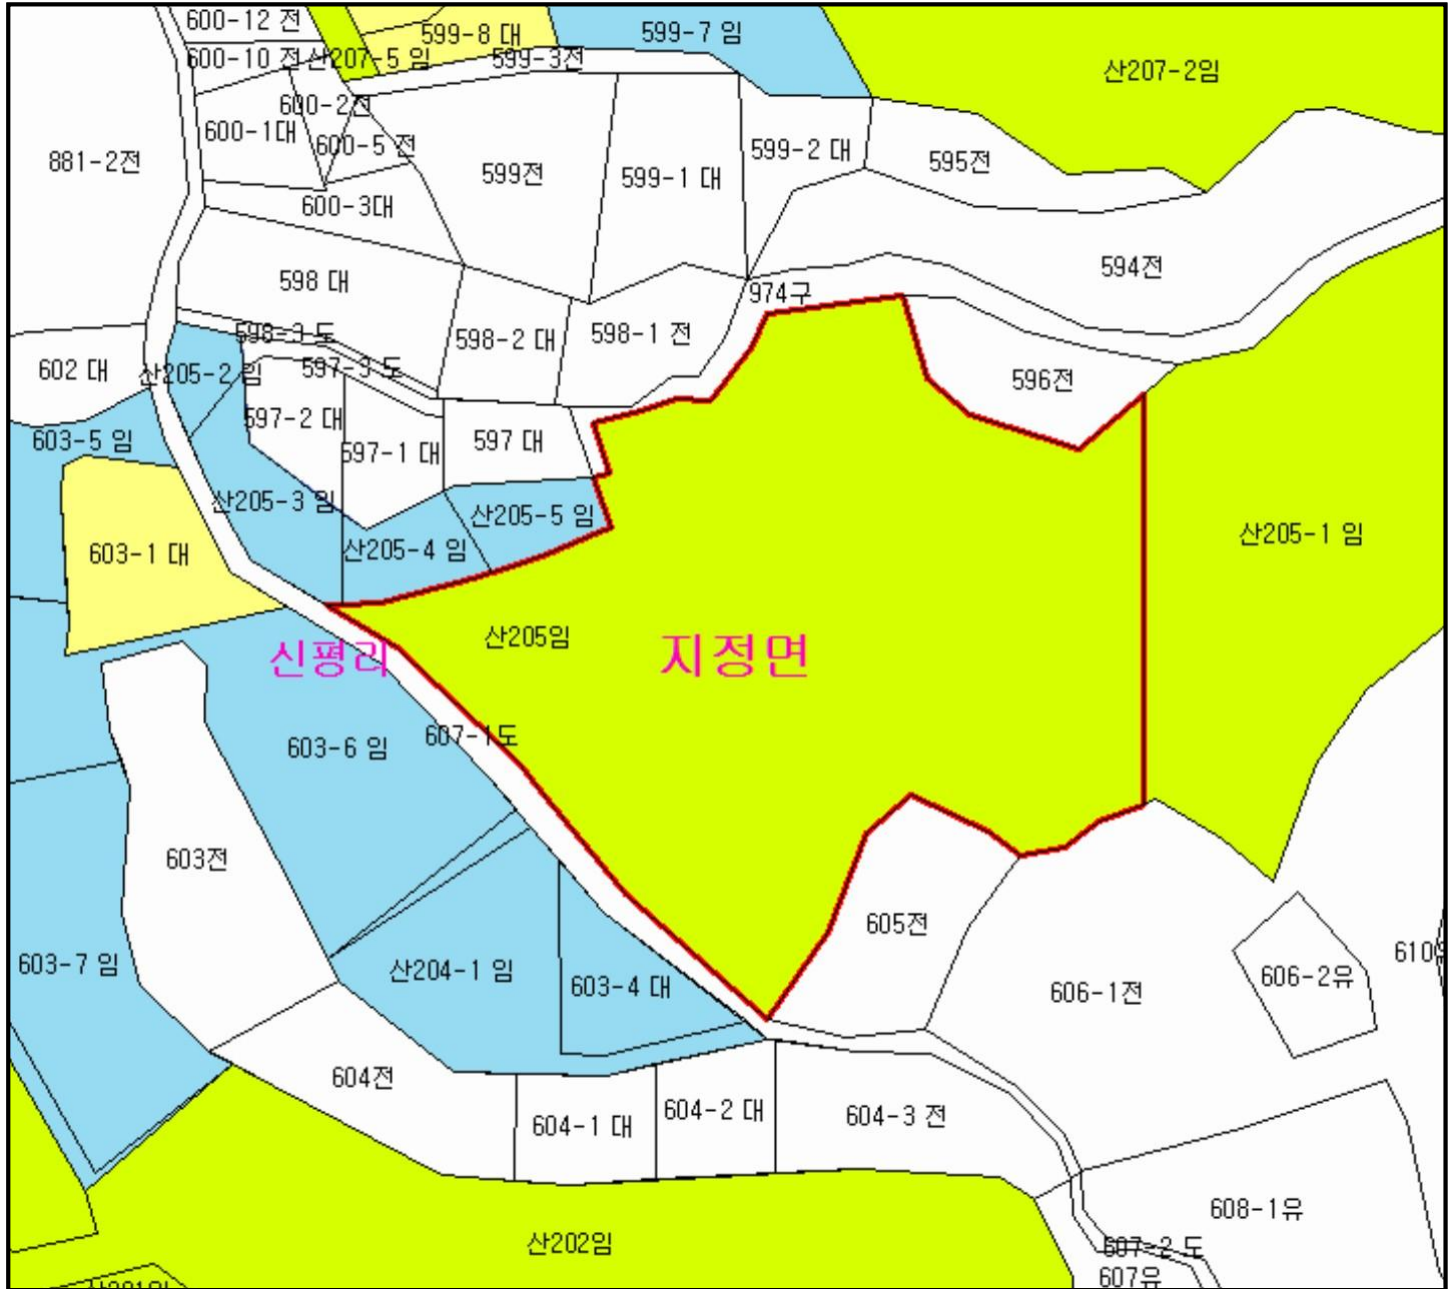 600-12 전
599-8 대
599-7 임
600-10 전
산207-5 임
599-3전
산207-2임
600-2전
600-1대
600-5 전
881-2전
599전
599-1 대
599-2 대
595전
600-3대
598 대
594전
974구
598-3 도
598-2 대
598-1 전
602 대
산205-2 임
597-3 도
596전
603-5 임
597-2 대
597-1 대
597 대
산205-3 임
산205-5 임
산205-1 임
603-1 대
산205-4 임
산205임
신평리
지정면
603-6 임
607-1도
603전
605전
603-7 임
산204-1 임
603-4 대
606-1전
606-2유
604전
604-1 대
604-2 대
604-3 전
608-1유
산202임
607-2 도
607유